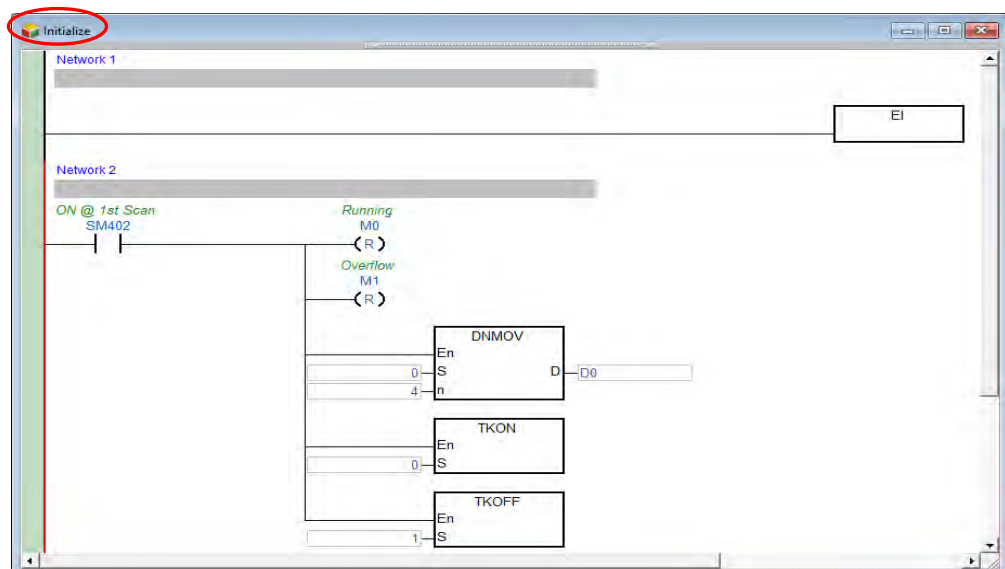 Initialize
Network 1
EI
Network 2
ON @ 1st Scan
SM402
Running
M0
R
Overflow
M1
R
DNMOV
En
0 S D D0
4 n
TKON
En
0 S
TKOFF
En
1 S